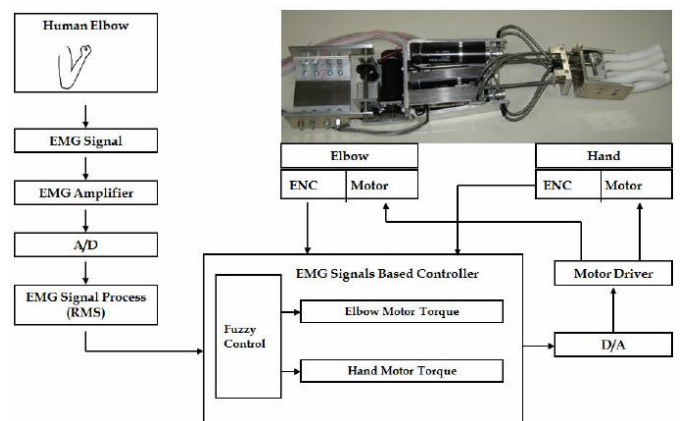 Human Elbow
EMG Signal
EMG Amplifier
A/D
EMG Signal Process
(RMS)
Elbow
ENC
Motor
Hand
ENC
Motor
EMG Signals Based Controller
Fuzzy
Control
Elbow Motor Torque
Hand Motor Torque
Motor Driver
D/A